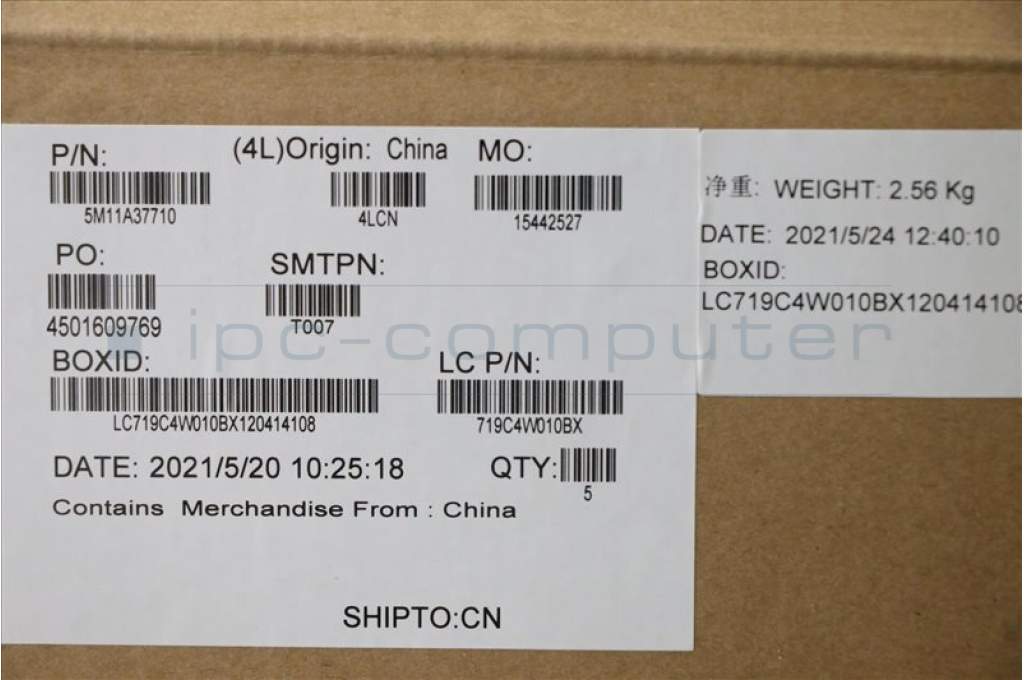 P/N: (4L)Origin: China MO:
5M11A37710 4LCN 15442527
PO: SMTPN:
4501609769 T007
BOXID: LC P/N:
LC719C4W010BX120414108 719C4W010BX
DATE: 2021/5/20 10:25:18 QTY:
5
Contains Merchandise From : China
SHIPTO:CN
净重: WEIGHT: 2.56 Kg
DATE: 2021/5/24 12:40:10
BOXID:
LC719C4W010BX120414108
ipc-computer